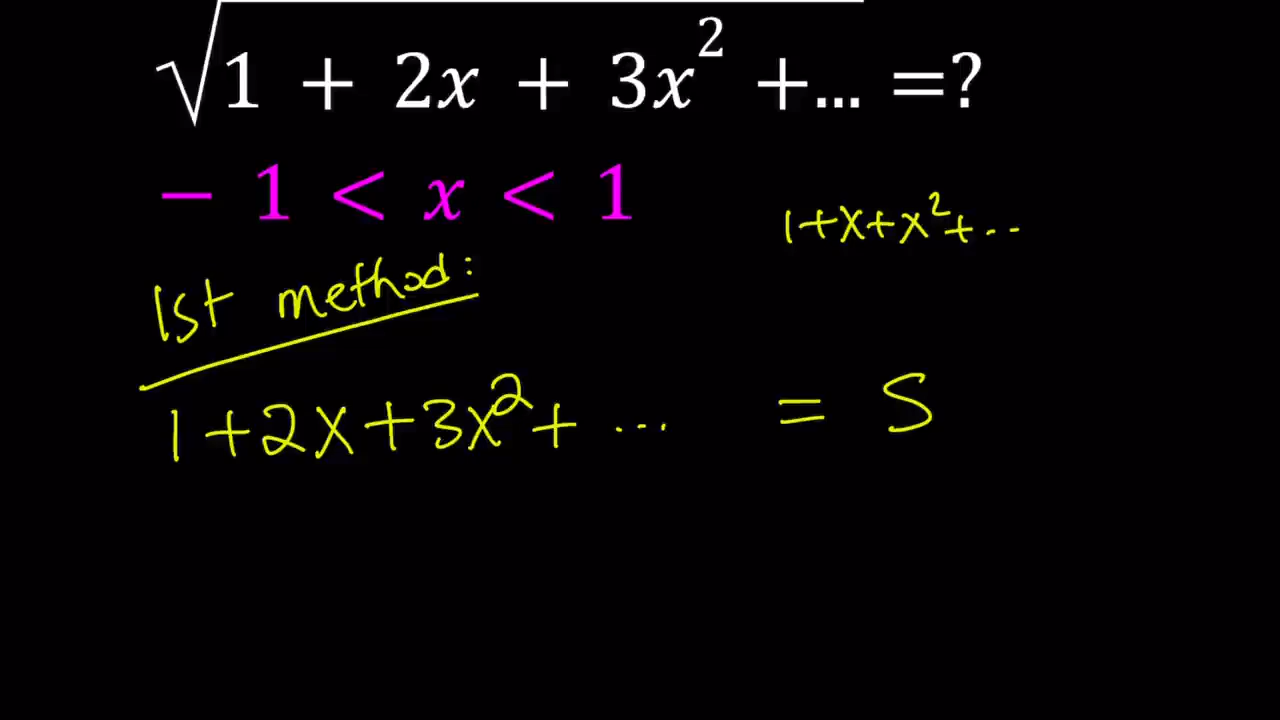 √1 + 2x + 3x² +... =?
− 1 < x < 1
1+x+x²+...
1st method:
1+2x+3x²+ ... = S